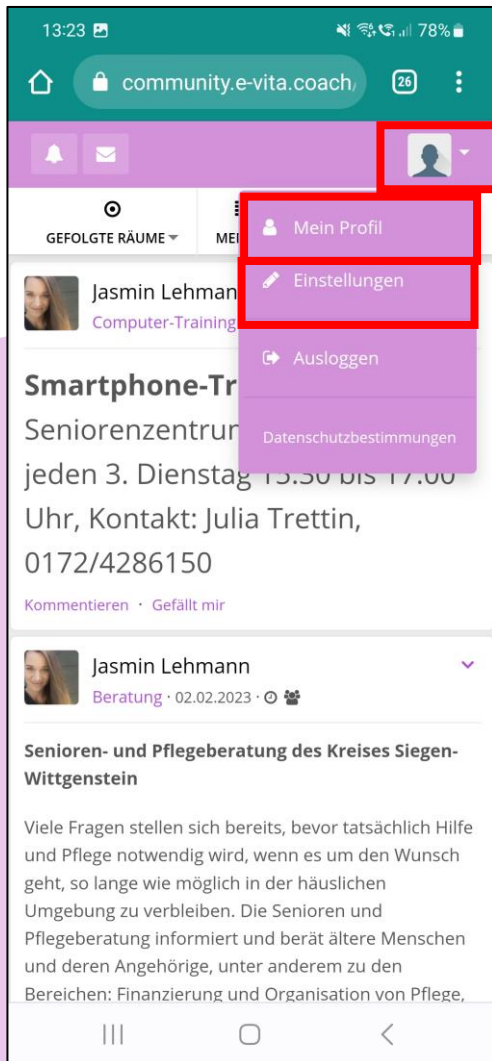 13:23 78%
community.e-vita.coach/ 26
GEFOLGTE RÄUME
Mein Profil
Einstellungen
Ausloggen
Datenschutzbestimmungen
Jasmin
Computer-Training
Seniorenzentrum
jeden 3. Dienstag 15.30 bis 17.00
Uhr, Kontakt: Julia Trettin,
0172/4286150
Kommentieren · Gefällt mir
Jasmin Lehmann
Beratung · 02.02.2023 ·
Senioren- und Pflegeberatung des Kreises Siegen-
Wittgenstein
Viele Fragen stellen sich bereits, bevor tatsächlich Hilfe
und Pflege notwendig wird, wenn es um den Wunsch
geht, so lange wie möglich in der häuslichen
Umgebung zu verbleiben. Die Senioren und
Pflegeberatung informiert und berät ältere Menschen
und deren Angehörige, unter anderem zu den
Bereichen: Finanzierung und Organisation von Pflege,